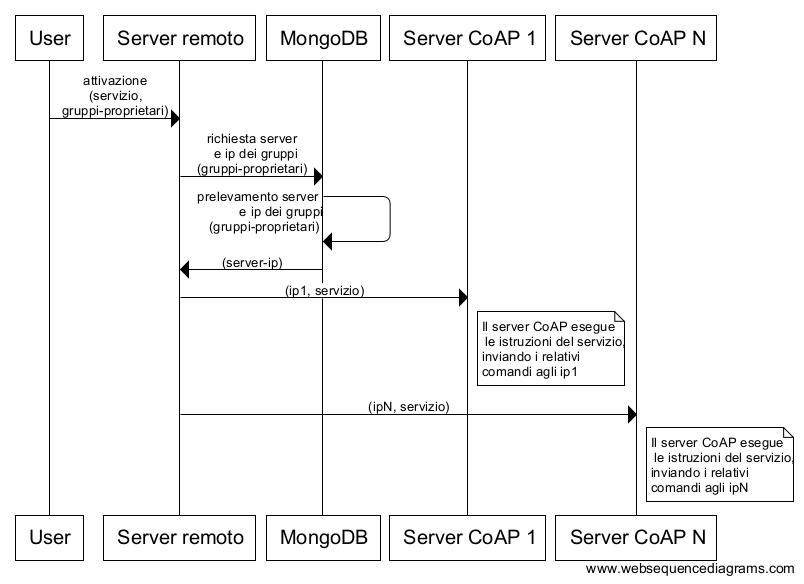 User
Server remoto
MongoDB
Server CoAP 1
Server CoAP N
attivazione
(servizio,
gruppi-proprietari)
richiesta server
e ip dei gruppi
(gruppi-proprietari)
prelevamento server
e ip dei gruppi
(gruppi-proprietari)
(server-ip)
(ip1, servizio)
Il server CoAP esegue
le istruzioni del servizio,
inviando i relativi
comandi agli ip1
(ipN, servizio)
Il server CoAP esegue
le istruzioni del servizio,
inviando i relativi
comandi agli ipN
User
Server remoto
MongoDB
Server CoAP 1
Server CoAP N
www.websequencediagrams.com